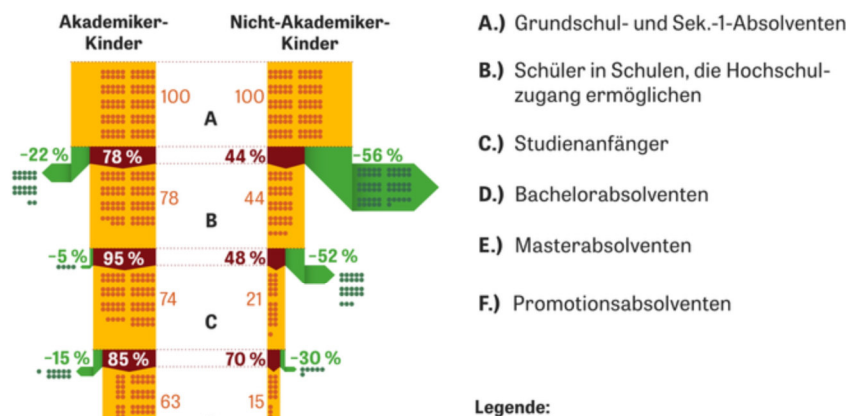 Akademiker-
Kinder
Nicht-Akademiker-
Kinder
100
100
A
-22 %
78 %
44 %
-56 %
78
44
B
-5 %
95 %
48 %
-52 %
74
21
C
-15 %
85 %
70 %
-30 %
63
15
A.) Grundschul- und Sek.-1-Absolventen
B.) Schüler in Schulen, die Hochschul-
zugang ermöglichen
C.) Studienanfänger
D.) Bachelorabsolventen
E.) Masterabsolventen
F.) Promotionsabsolventen
Legende: